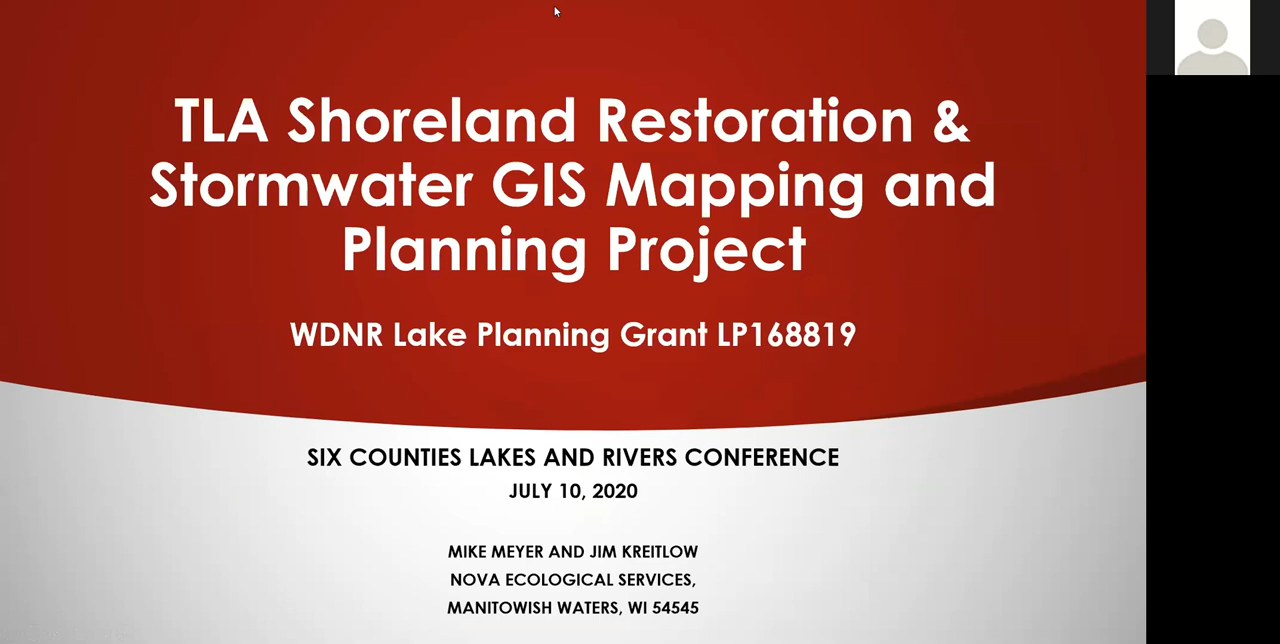 TLA Shoreland Restoration &
Stormwater GIS Mapping and
Planning Project
WDNR Lake Planning Grant LP168819
SIX COUNTIES LAKES AND RIVERS CONFERENCE
JULY 10, 2020
MIKE MEYER AND JIM KREITLOW
NOVA ECOLOGICAL SERVICES,
MANITOWISH WATERS, WI 54545